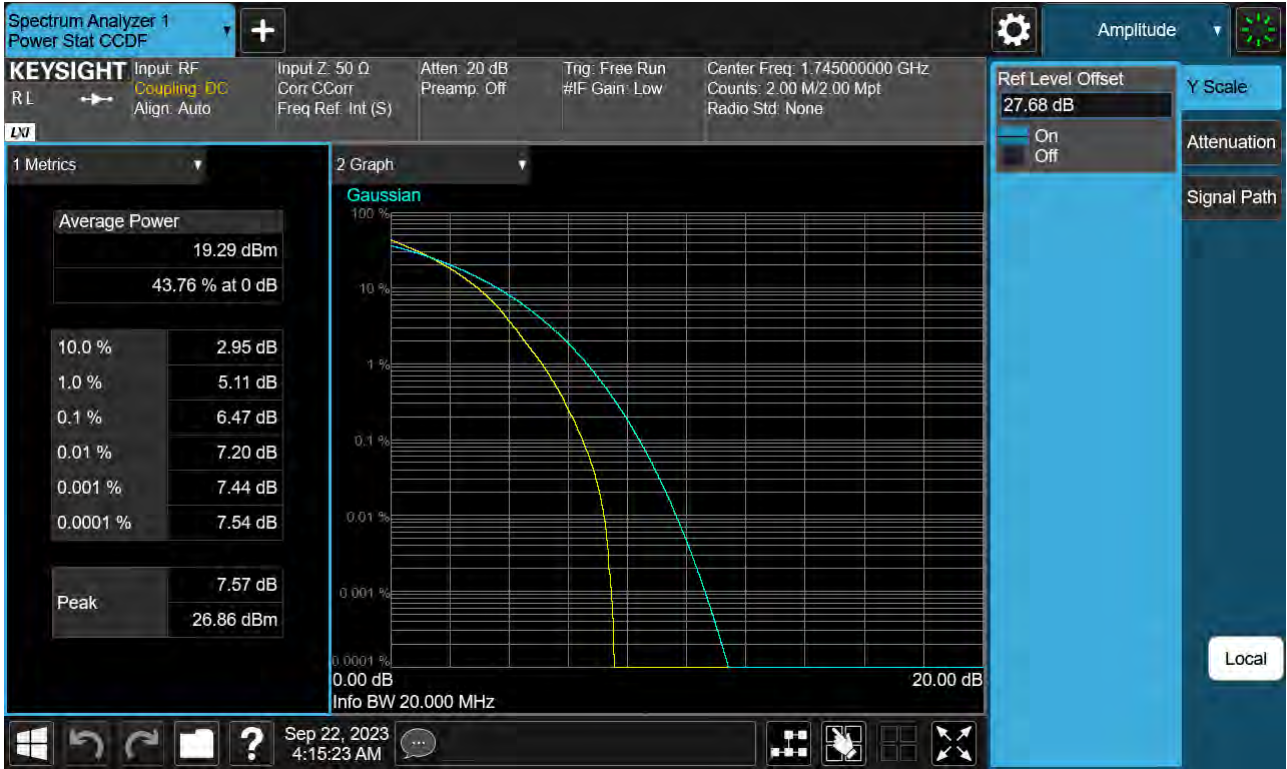 Spectrum Analyzer 1
Power Stat CCDF
Amplitude
KEYSIGHT
R L
LXI
Input: RF
Coupling: DC
Align: Auto
Input Z: 50 Ω
Corr CCorr
Freq Ref: Int (S)
Atten: 20 dB
Preamp: Off
Trig: Free Run
#IF Gain: Low
Center Freq: 1.745000000 GHz
Counts: 2.00 M/2.00 Mpt
Radio Std: None
Ref Level Offset
27.68 dB
On
Off
Y Scale
Attenuation
Signal Path
Local
1 Metrics
Average Power
19.29 dBm
43.76 % at 0 dB
10.0 % 2.95 dB
1.0 % 5.11 dB
0.1 % 6.47 dB
0.01 % 7.20 dB
0.001 % 7.44 dB
0.0001 % 7.54 dB
Peak
7.57 dB
26.86 dBm
2 Graph
Gaussian
100 %
10 %
1 %
0.1 %
0.01 %
0.001 %
0.0001 %
0.00 dB 20.00 dB
Info BW 20.000 MHz
?
Sep 22, 2023
4:15:23 AM